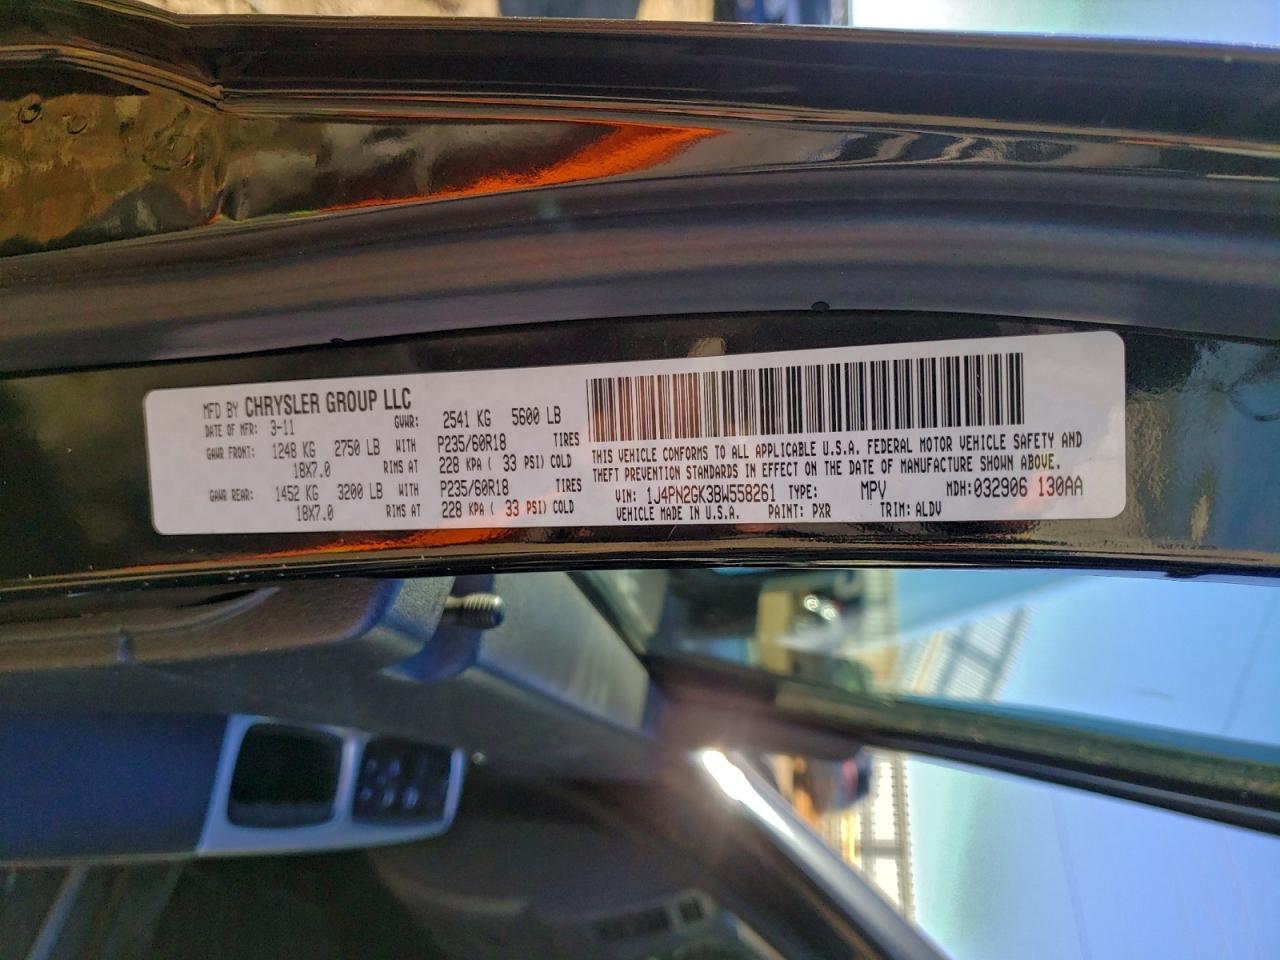 MFD BY CHRYSLER GROUP LLC
DATE OF MFR: 3-11 GVWR: 2541 KG 5600 LB
GAWR FRONT: 1248 KG 2750 LB WITH P235/60R18 TIRES
18X7.0 RIMS AT 228 KPA ( 33 PSI) COLD
GAWR REAR: 1452 KG 3200 LB WITH P235/60R18 TIRES
18X7.0 RIMS AT 228 KPA ( 33 PSI) COLD
THIS VEHICLE CONFORMS TO ALL APPLICABLE U.S.A. FEDERAL MOTOR VEHICLE SAFETY AND
THEFT PREVENTION STANDARDS IN EFFECT ON THE DATE OF MANUFACTURE SHOWN ABOVE.
VIN: 1J4PN2GK3BW558261 TYPE: MPV MDH:032906 130AA
VEHICLE MADE IN U.S.A. PAINT: PXR TRIM: ALDV